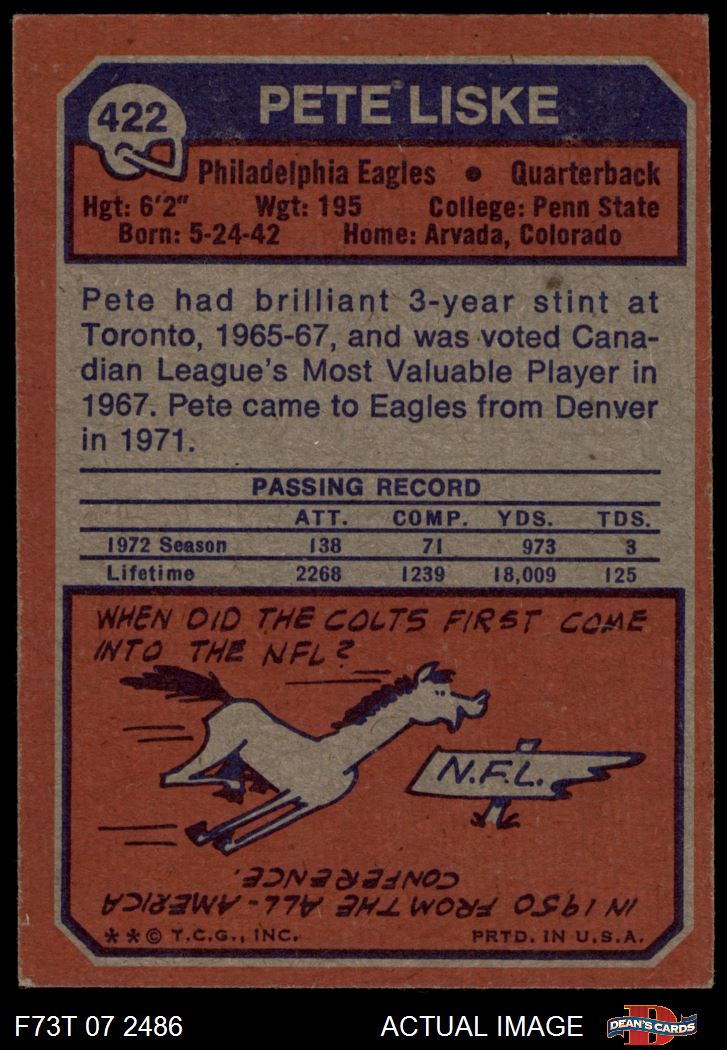 422
PETE LISKE
Philadelphia Eagles • Quarterback
Hgt: 6'2" Wgt: 195 College: Penn State
Born: 5-24-42 Home: Arvada, Colorado
Pete had brilliant 3-year stint at
Toronto, 1965-67, and was voted Cana-
dian League's Most Valuable Player in
1967. Pete came to Eagles from Denver
in 1971.
PASSING RECORD
ATT. COMP. YDS. TDS.
1972 Season 138 71 973 3
Lifetime 2268 1239 18,009 125
WHEN DID THE COLTS FIRST COME
INTO THE NFL?
N.F.L.
IN 1950 FROM THE ALL-AMERICA
CONFERENCE.
** © T.C.G., INC. PRTD. IN U.S.A.
F73T 07 2486 ACTUAL IMAGE D DEAN'S CARDS